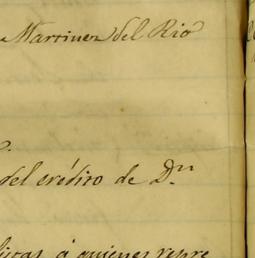 Martinez del Rio
del crédito de Dn.
á quienes repre